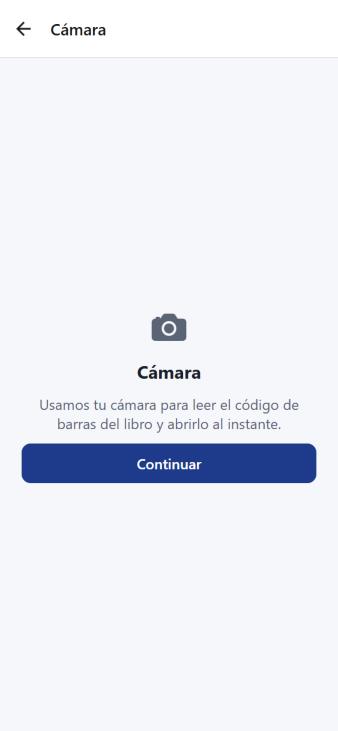 Cámara
Cámara
Usamos tu cámara para leer el código de
barras del libro y abrirlo al instante.
Continuar